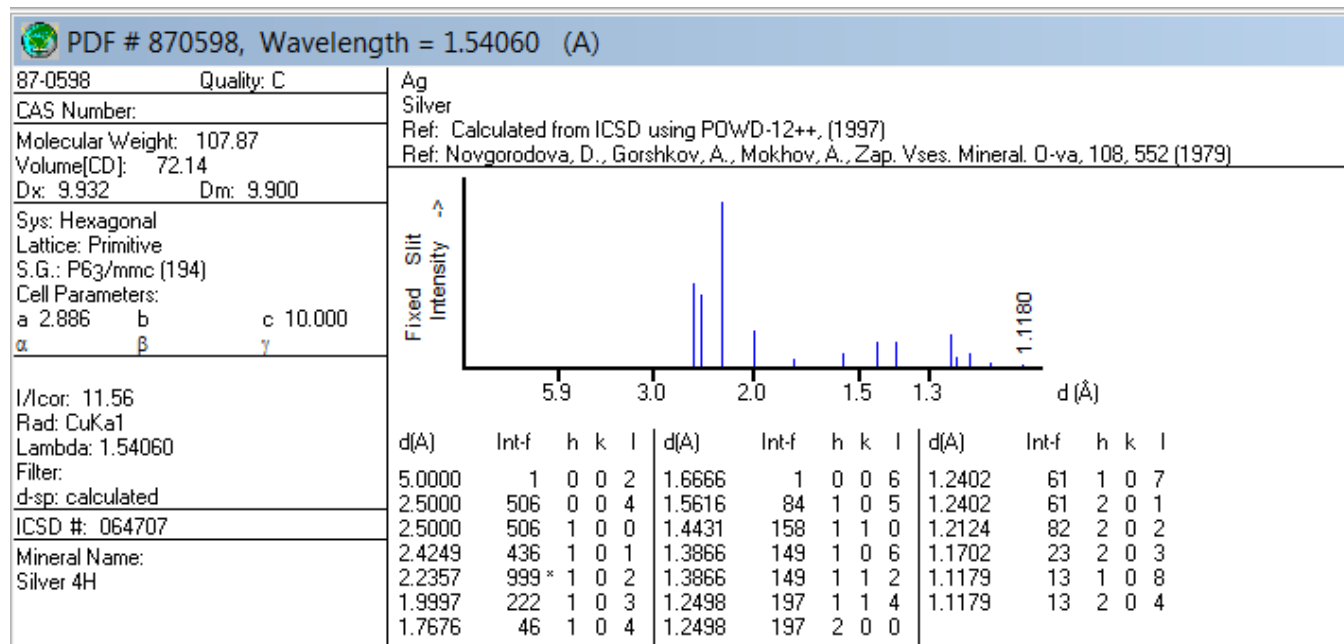 PDF # 870598, Wavelength = 1.54060 (A)
87-0598 Quality: C
CAS Number:
Molecular Weight: 107.87
Volume[CD]: 72.14
Dx: 9.932 Dm: 9.900
Sys: Hexagonal
Lattice: Primitive
S.G.: P63/mmc (194)
Cell Parameters:
a 2.886 b c 10.000
α β γ
I/Icor: 11.56
Rad: CuKa1
Lambda: 1.54060
Filter:
d-sp: calculated
ICSD #: 064707
Mineral Name:
Silver 4H
Ag
Silver
Ref: Calculated from ICSD using POWD-12++, (1997)
Ref: Novgorodova, D., Gorshkov, A., Mokhov, A., Zap. Vses. Mineral. O-va, 108, 552 (1979)
Fixed Slit
Intensity ->
1.1180
5.9 3.0 2.0 1.5 1.3 d (Å)
d(A) Int-f h k l d(A) Int-f h k l d(A) Int-f h k l
5.0000 1 0 0 2 1.6666 1 0 0 6 1.2402 61 1 0 7
2.5000 506 0 0 4 1.5616 84 1 0 5 1.2402 61 2 0 1
2.5000 506 1 0 0 1.4431 158 1 1 0 1.2124 82 2 0 2
2.4249 436 1 0 1 1.3866 149 1 0 6 1.1702 23 2 0 3
2.2357 999 * 1 0 2 1.3866 149 1 1 2 1.1179 13 1 0 8
1.9997 222 1 0 3 1.2498 197 1 1 4 1.1179 13 2 0 4
1.7676 46 1 0 4 1.2498 197 2 0 0